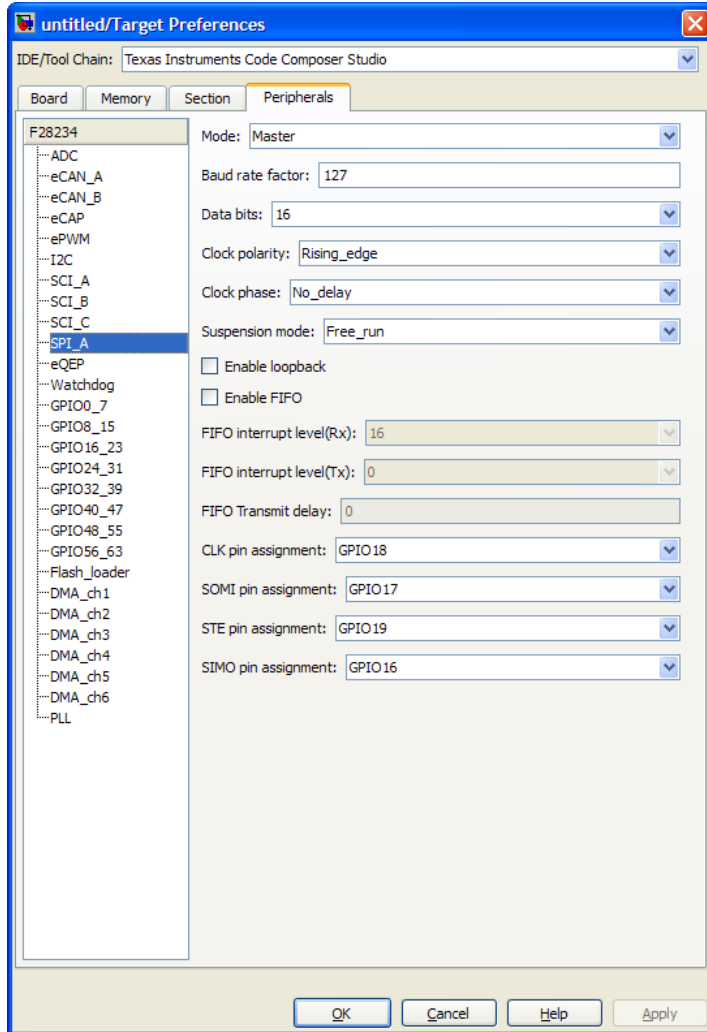 untitled/Target Preferences
IDE/Tool Chain: Texas Instruments Code Composer Studio
Board Memory Section Peripherals
F28234
ADC
eCAN_A
eCAN_B
eCAP
ePWM
I2C
SCI_A
SCI_B
SCI_C
SPI_A
eQEP
Watchdog
GPIO0_7
GPIO8_15
GPIO16_23
GPIO24_31
GPIO32_39
GPIO40_47
GPIO48_55
GPIO56_63
Flash_loader
DMA_ch1
DMA_ch2
DMA_ch3
DMA_ch4
DMA_ch5
DMA_ch6
PLL
Mode: Master
Baud rate factor: 127
Data bits: 16
Clock polarity: Rising_edge
Clock phase: No_delay
Suspension mode: Free_run
Enable loopback
Enable FIFO
FIFO interrupt level(Rx): 16
FIFO interrupt level(Tx): 0
FIFO Transmit delay: 0
CLK pin assignment: GPIO18
SOMI pin assignment: GPIO17
STE pin assignment: GPIO19
SIMO pin assignment: GPIO16
OK Cancel Help Apply